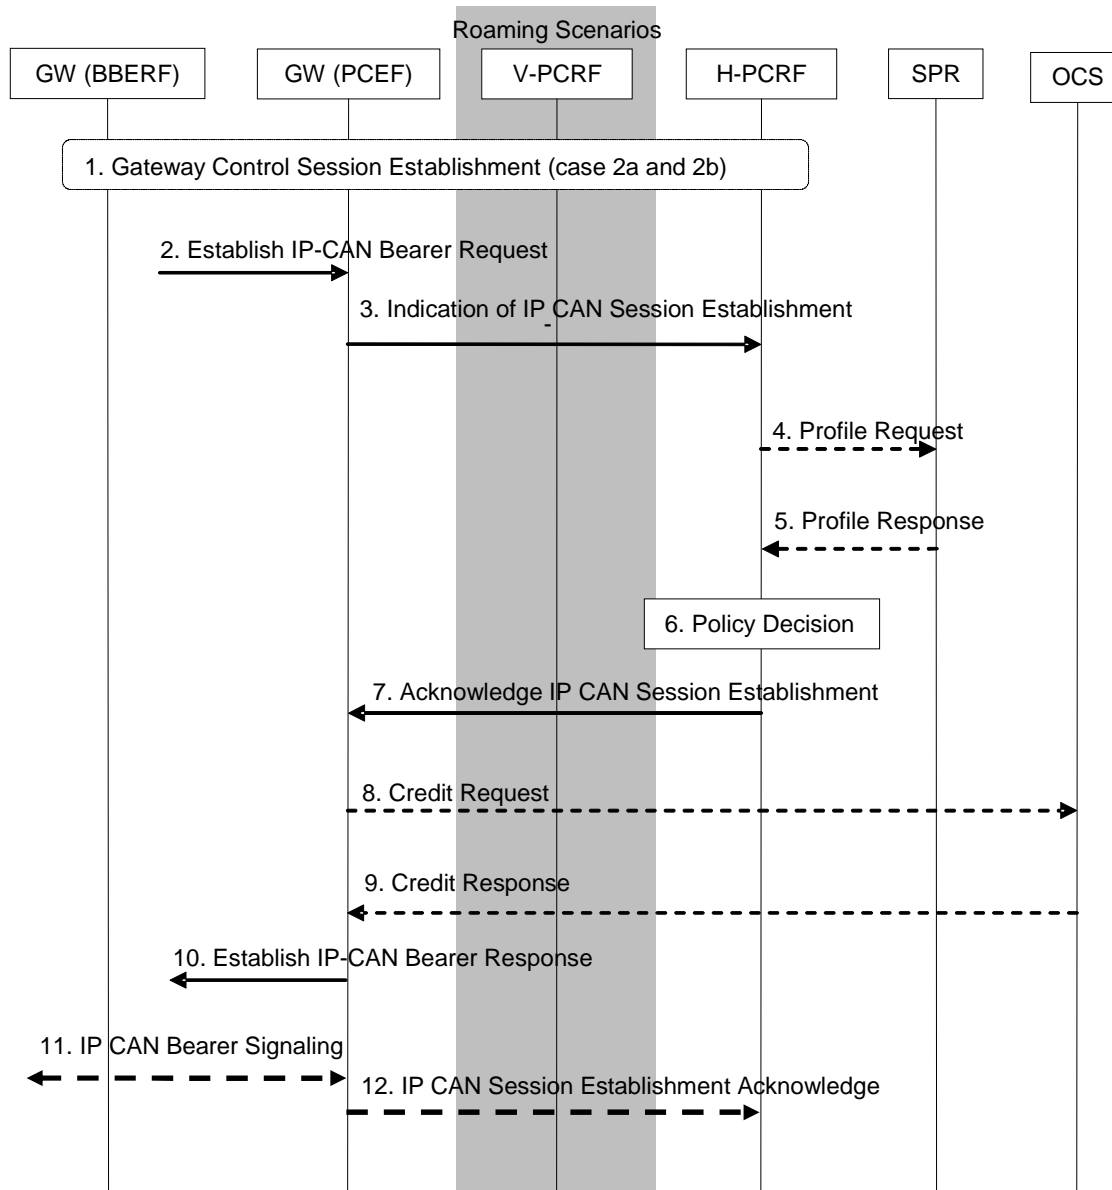 Roaming Scenarios
GW (BBERF)
GW (PCEF)
V-PCRF
H-PCRF
SPR
OCS
1. Gateway Control Session Establishment (case 2a and 2b)
2. Establish IP-CAN Bearer Request
3. Indication of IP CAN Session Establishment
-
4. Profile Request
5. Profile Response
6. Policy Decision
7. Acknowledge IP CAN Session Establishment
8. Credit Request
9. Credit Response
10. Establish IP-CAN Bearer Response
11. IP CAN Bearer Signaling
12. IP CAN Session Establishment Acknowledge